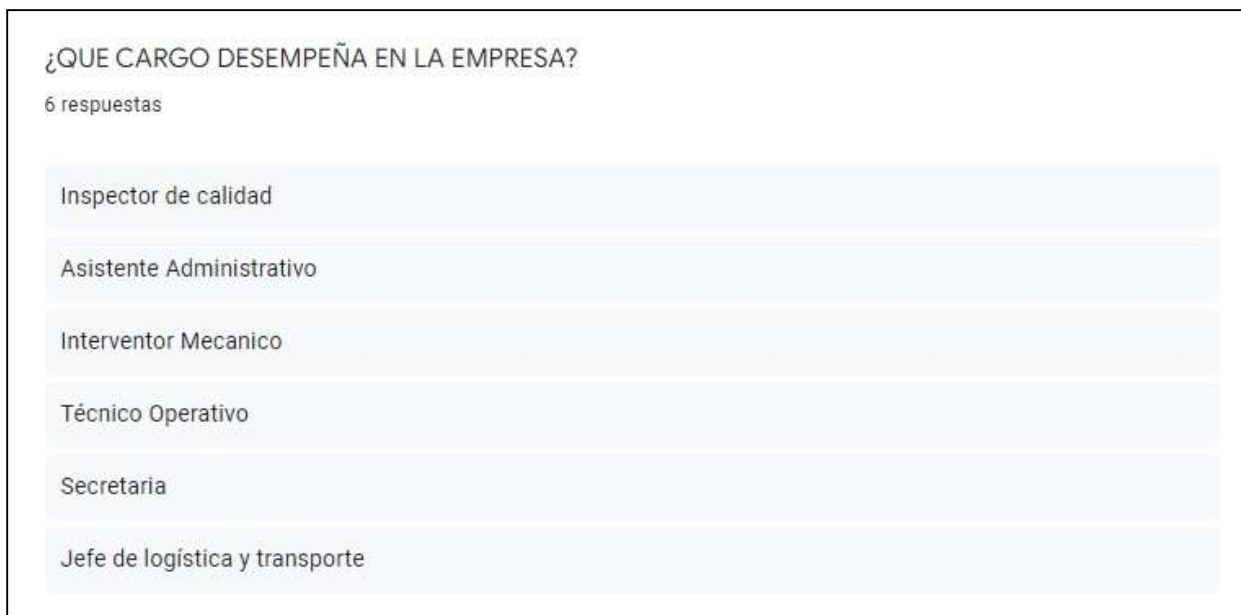 ¿QUE CARGO DESEMPEÑA EN LA EMPRESA?
6 respuestas
Inspector de calidad
Asistente Administrativo
Interventor Mecanico
Técnico Operativo
Secretaria
Jefe de logística y transporte